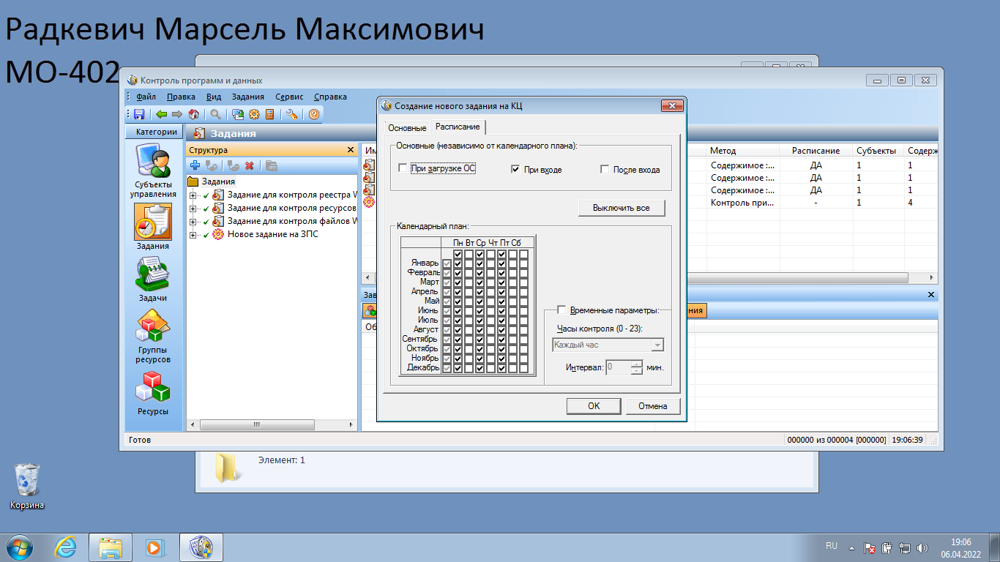 Радкевич Марсель Максимович
МО-402
Контроль программ и данных
Файл Правка Вид Задания Сервис Справка
Категории
Субъекты
управления
Задания
Задачи
Группы
ресурсов
Ресурсы
Задания
Структура
Задания
Задание для контроля реестра W
Задание для контроля ресурсов
Задание для контроля файлов W
Новое задание на ЗПС
Им
Метод Расписание Субъекты Содерж
Содержимое :... ДА 1 1
Содержимое :... ДА 1 1
Содержимое :... ДА 1 1
Контроль при... - 1 4
Зав
ния
Об
Создание нового задания на КЦ
Основные Расписание
Основные (независимо от календарного плана):
При загрузке ОС При входе После входа
Выключить все
Календарный план:
Пн Вт Ср Чт Пт Сб
Январь
Февраль
Март
Апрель
Май
Июнь
Июль
Август
Сентябрь
Октябрь
Ноябрь
Декабрь
Временные параметры:
Часы контроля (0 - 23):
Каждый час
Интервал: 0 мин.
OK Отмена
Готов
000000 из 000004 [000000] 19:06:39
Элемент: 1
Корзина
RU
19:06
06.04.2022